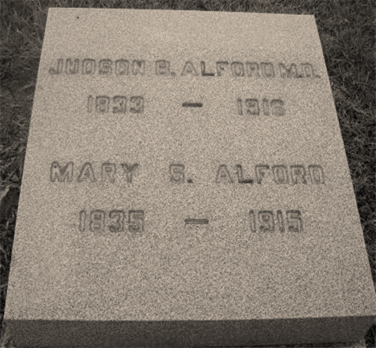 JUDSON B. ALFORD M.D.
1833 — 1916
MARY S. ALFORD
1835 — 1915